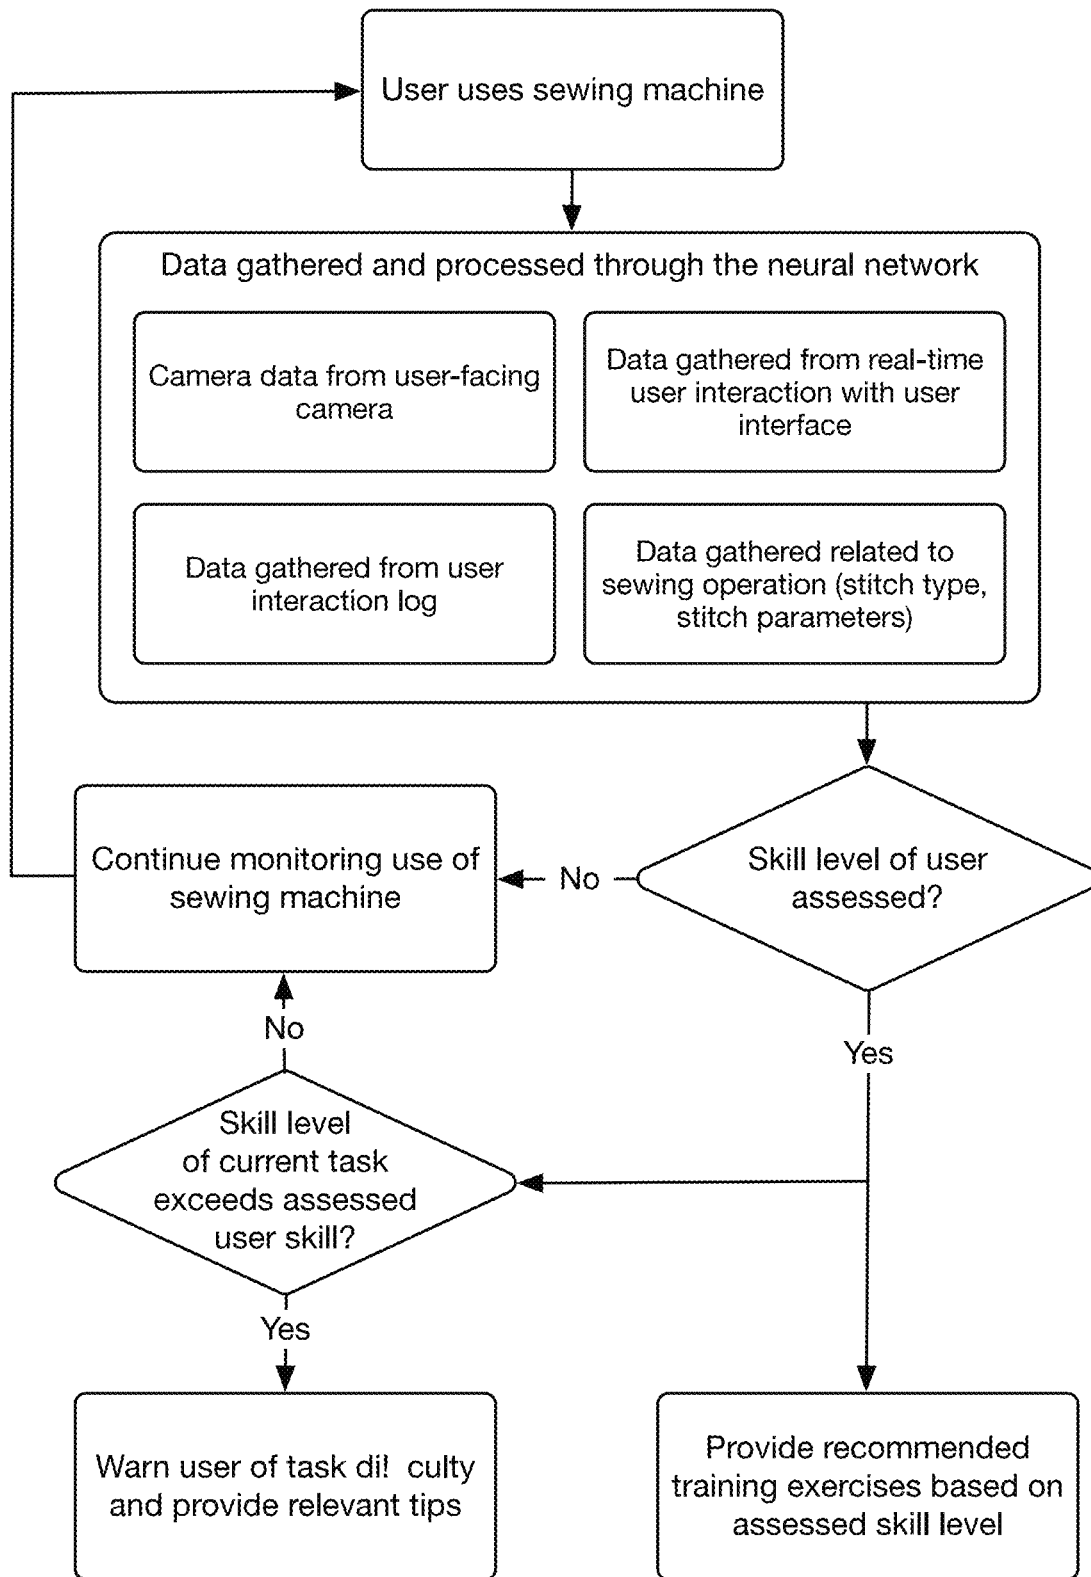 User uses sewing machine
Data gathered and processed through the neural network
Camera data from user-facing
camera
Data gathered from real-time
user interaction with user
interface
Data gathered from user
interaction log
Data gathered related to
sewing operation (stitch type,
stitch parameters)
Continue monitoring use of
sewing machine
No
Skill level of user
assessed?
No
Yes
Skill level
of current task
exceeds assessed
user skill?
Yes
Warn user of task di! culty
and provide relevant tips
Provide recommended
training exercises based on
assessed skill level